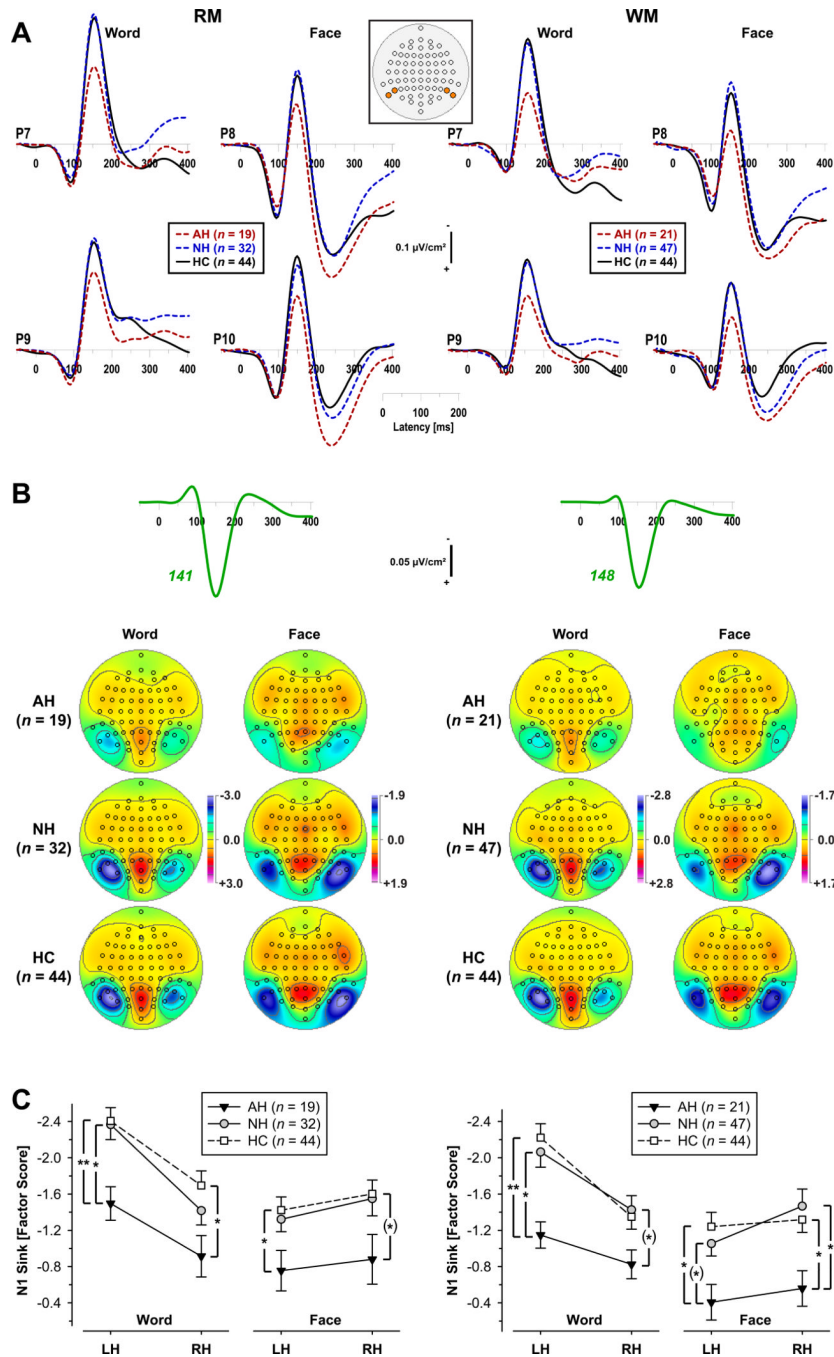 RM WM
A Word Face Word Face
P7 P8 P7 P8
0 100 200 300 400 0 100 200 300 400 0 100 200 300 400 0 100 200 300 400
AH (n = 19) AH (n = 21)
NH (n = 32) 0.1 µV/cm² NH (n = 47)
HC (n = 44) HC (n = 44)
-
+
P9 P10 P9 P10
0 100 200 300 400 0 100 200 300 400 0 100 200 300 400 0 100 200 300 400
0 100 200
Latency [ms]
B
0 100 200 300 400 0 100 200 300 400
-
0.05 µV/cm²
+
141 148
Word Face Word Face
AH AH
(n = 19) (n = 21)
-3.0 -1.9 -2.8 -1.7
NH 0.0 0.0 NH 0.0 0.0
(n = 32) (n = 47)
+3.0 +1.9 +2.8 +1.7
HC HC
(n = 44) (n = 44)
C
AH (n = 19) AH (n = 21)
NH (n = 32) NH (n = 47)
HC (n = 44) HC (n = 44)
N1 Sink [Factor Score] N1 Sink [Factor Score]
-2.4 -2.4
-2.0 -2.0
-1.6 -1.6
-1.2 -1.2
-0.8 -0.8
-0.4 -0.4
** * * * (*) ** * (*) * (*) * *
Word Face Word Face
LH RH LH RH LH RH LH RH